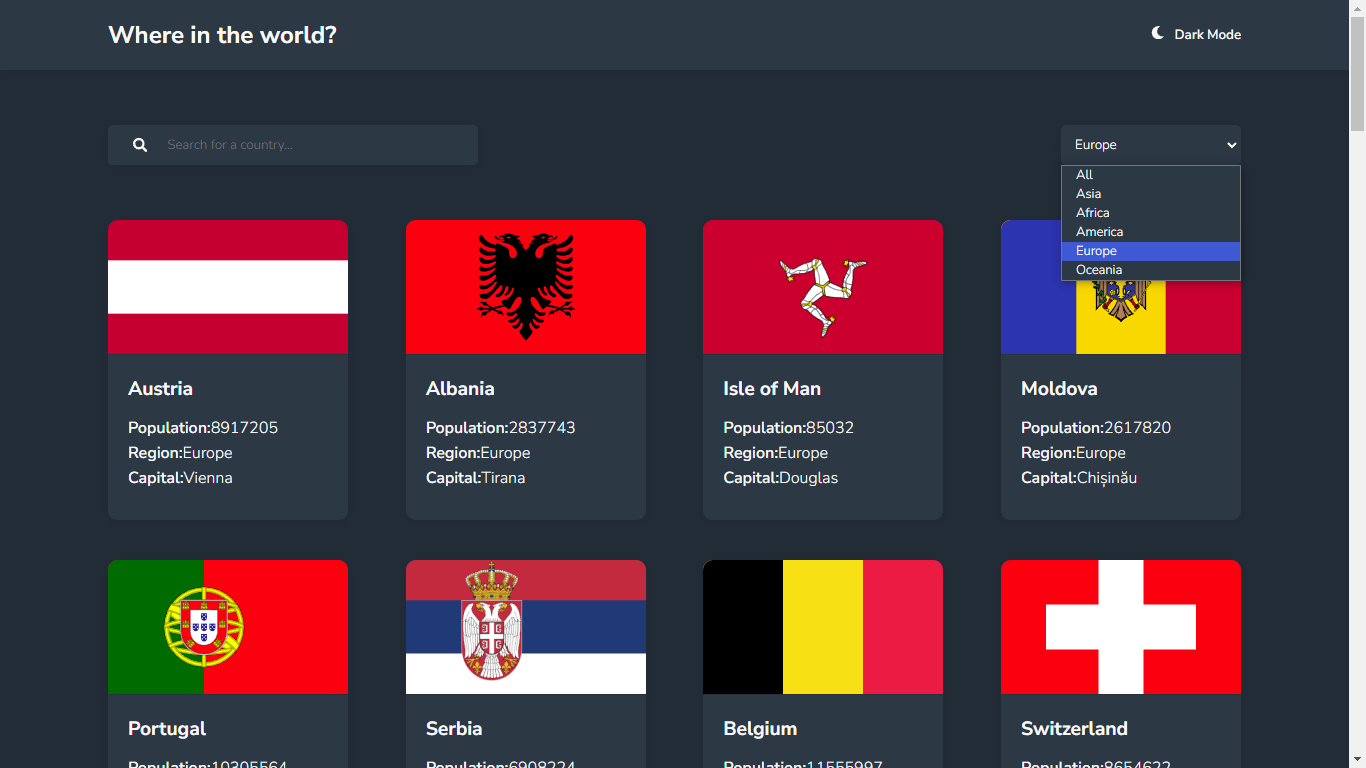 Where in the world?
Dark Mode
Search for a country...
Europe
All
Asia
Africa
America
Europe
Oceania
Austria
Population:8917205
Region:Europe
Capital:Vienna
Albania
Population:2837743
Region:Europe
Capital:Tirana
Isle of Man
Population:85032
Region:Europe
Capital:Douglas
Moldova
Population:2617820
Region:Europe
Capital:Chișinău
Portugal
Population:10305564
Serbia
Population:6908224
Belgium
Population:11555997
Switzerland
Population:8654622